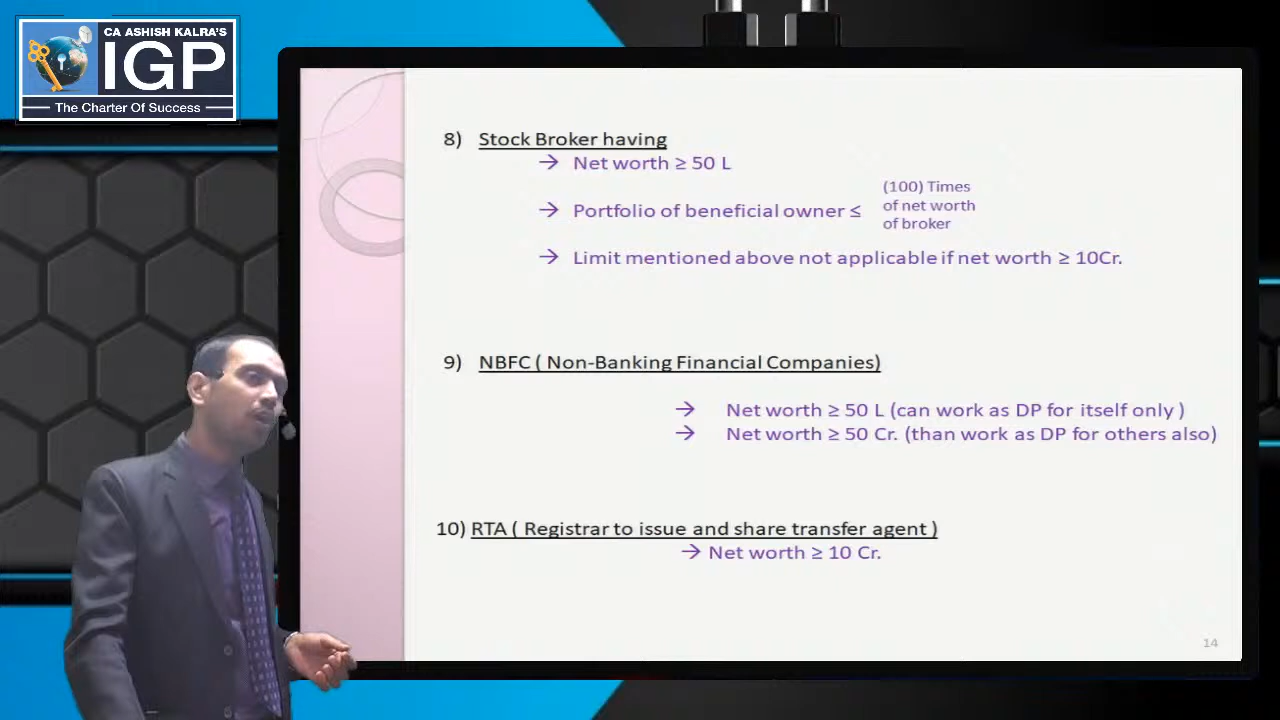 CA ASHISH KALRA'S
IGP
The Charter Of Success
8) Stock Broker having
→ Net worth ≥ 50 L
→ Portfolio of beneficial owner ≤ (100) Times
of net worth
of broker
→ Limit mentioned above not applicable if net worth ≥ 10Cr.
9) NBFC ( Non-Banking Financial Companies)
→ Net worth ≥ 50 L (can work as DP for itself only )
→ Net worth ≥ 50 Cr. (than work as DP for others also)
10) RTA ( Registrar to issue and share transfer agent )
→ Net worth ≥ 10 Cr.
14